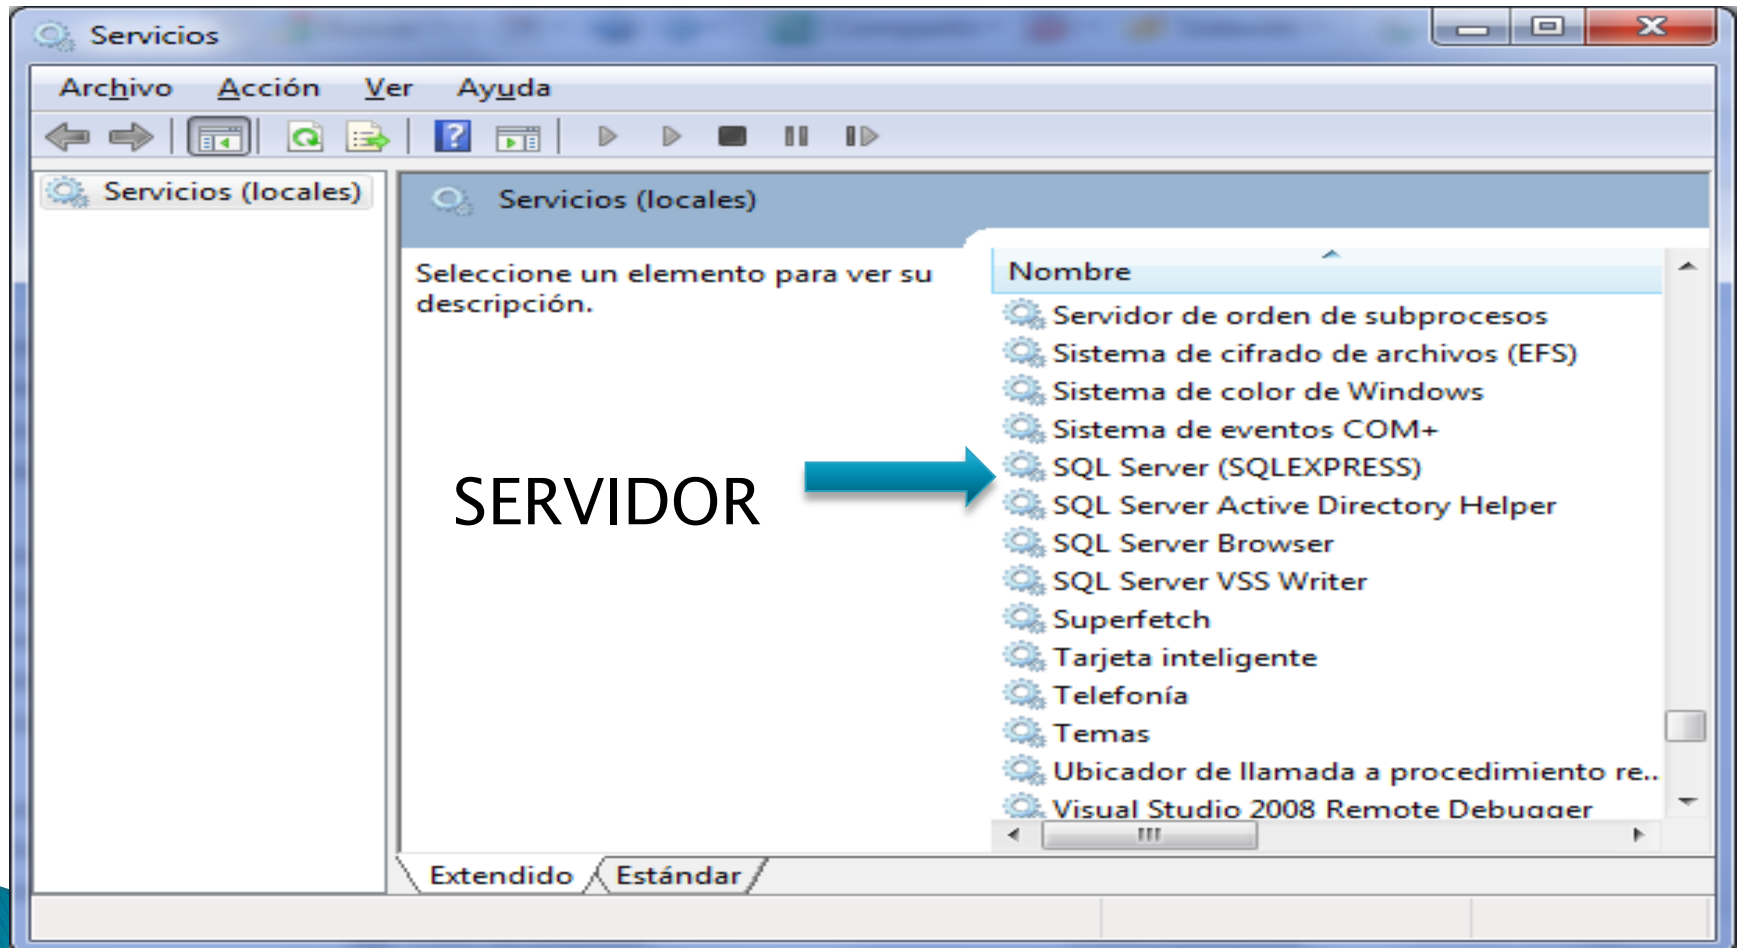 Servicios
Archivo Acción Ver Ayuda
Servicios (locales)
Servicios (locales)
Seleccione un elemento para ver su
descripción.
SERVIDOR
Nombre
Servidor de orden de subprocesos
Sistema de cifrado de archivos (EFS)
Sistema de color de Windows
Sistema de eventos COM+
SQL Server (SQLEXPRESS)
SQL Server Active Directory Helper
SQL Server Browser
SQL Server VSS Writer
Superfetch
Tarjeta inteligente
Telefonía
Temas
Ubicador de llamada a procedimiento re..
Visual Studio 2008 Remote Debugger
Extendido Estándar